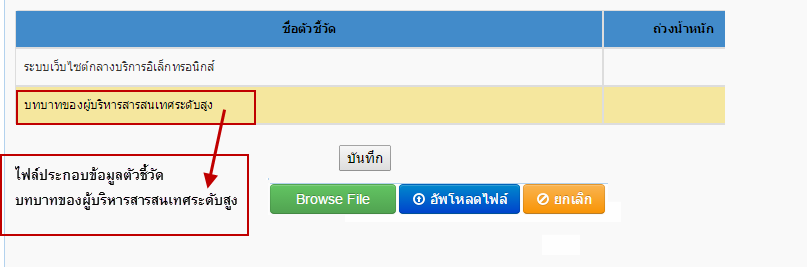 ชื่อตัวชี้วัด ถ่วงน้ำหนัก
ระบบเว็บไซต์กลางบริการอิเล็กทรอนิกส์
บทบาทของผู้บริหารสารสนเทศระดับสูง
บันทึก
ไฟล์ประกอบข้อมูลตัวชี้วัด
บทบาทของผู้บริหารสารสนเทศระดับสูง
Browse File อัพโหลดไฟล์ ยกเลิก